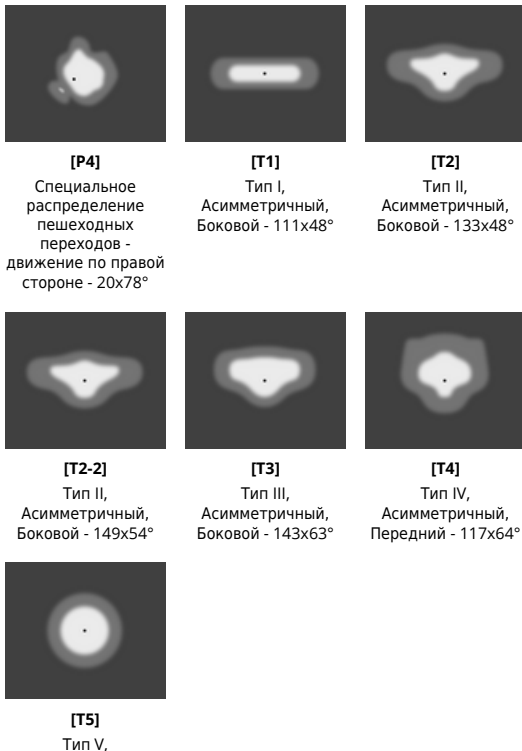 [P4]
Специальное
распределение
пешеходных
переходов -
движение по правой
стороне - 20x78°
[T1]
Тип I,
Асимметричный,
Боковой - 111x48°
[T2]
Тип II,
Асимметричный,
Боковой - 133x48°
[T2-2]
Тип II,
Асимметричный,
Боковой - 149x54°
[T3]
Тип III,
Асимметричный,
Боковой - 143x63°
[T4]
Тип IV,
Асимметричный,
Передний - 117x64°
[T5]
Тип V,